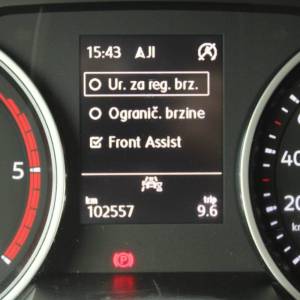 15:43 AJI
Ur. za reg. brz.
Ogranič. brzine
Front Assist
km trip
102557 9.6
5
40
20
km
P